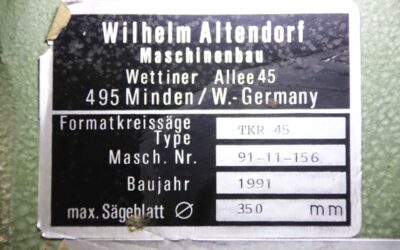 Wilhelm Altendorf
Maschinenbau
Wettiner Allee 45
495 Minden/W.-Germany
Formatkreissäge
Type TKR 45
Masch. Nr. 91-11-156
Baujahr 1991
max. Sägeblatt Ø 350 mm